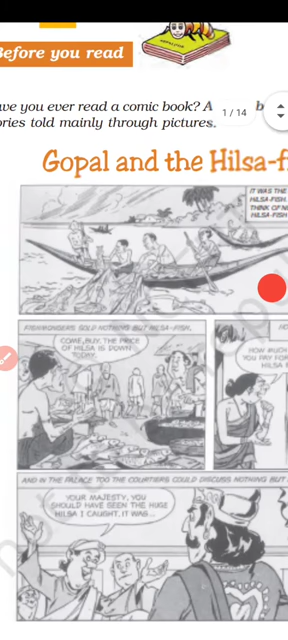 Before you read
ve you ever read a comic book? A
1 / 14
ories told mainly through pictures.
Gopal and the Hilsa-fi
IT WAS THE
HILSA-FISH.
THINK OF
HILSA-FISH
FISHMONGERS SOLD NOTHING BUT HILSA-FISH.
COME, BUY. THE PRICE
OF HILSA IS DOWN
TODAY.
HOW MUCH
YOU PAY FOR
HILSA
AND IN THE PALACE TOO THE COURTIERS COULD DISCUSS NOTHING BUT
YOUR MAJESTY, YOU
SHOULD HAVE SEEN THE HUGE
HILSA I CAUGHT. IT WAS ...